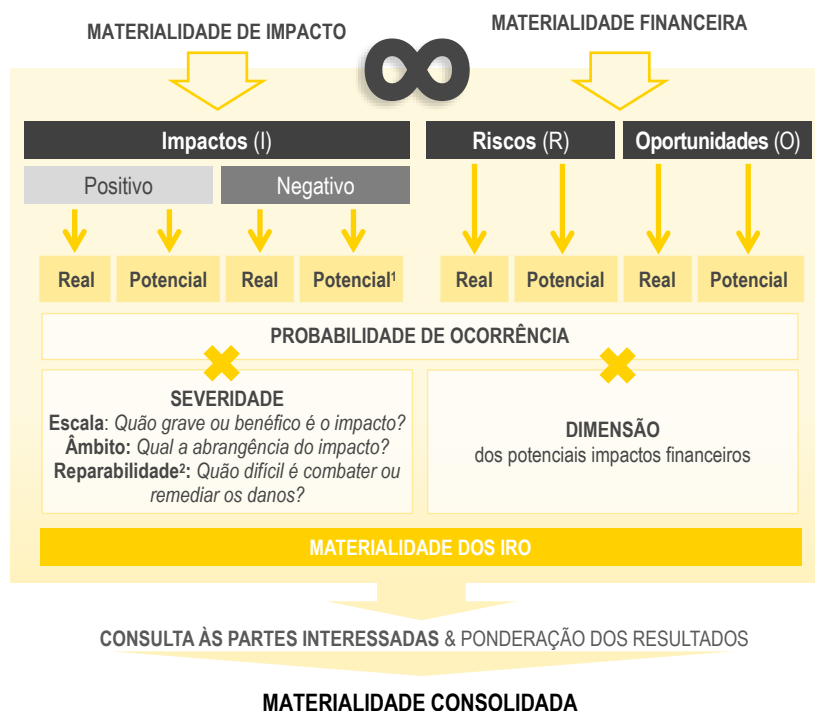 MATERIALIDADE DE IMPACTO
MATERIALIDADE FINANCEIRA
Impactos (I)
Riscos (R)
Oportunidades (O)
Positivo
Negativo
Real
Potencial
Real
Potencial¹
Real
Potencial
Real
Potencial
PROBABILIDADE DE OCORRÊNCIA
SEVERIDADE
Escala: Quão grave ou benéfico é o impacto?
Âmbito: Qual a abrangência do impacto?
Reparabilidade²: Quão difícil é combater ou
remediar os danos?
DIMENSÃO
dos potenciais impactos financeiros
MATERIALIDADE DOS IRO
CONSULTA ÀS PARTES INTERESSADAS & PONDERAÇÃO DOS RESULTADOS
MATERIALIDADE CONSOLIDADA